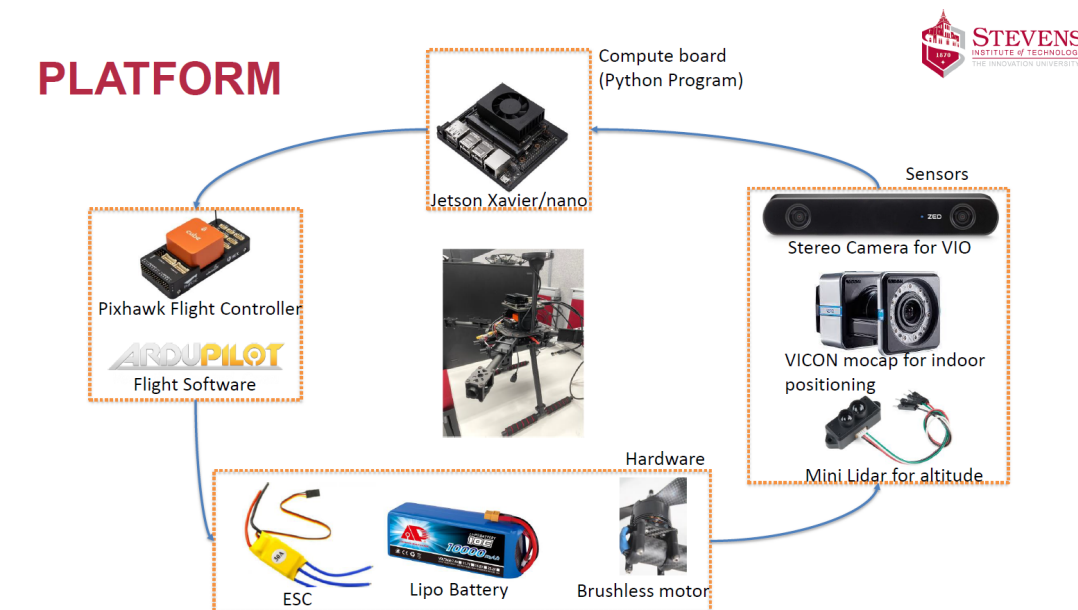 PLATFORM
STEVENS
INSTITUTE of TECHNOLOGY
THE INNOVATION UNIVERSITY
1870
Compute board
(Python Program)
Jetson Xavier/nano
Sensors
ZED
Stereo Camera for VIO
VICON mocap for indoor
positioning
Mini Lidar for altitude
Pixhawk Flight Controller
ARDUPILOT
Flight Software
Hardware
ESC
10000
Lipo Battery
Brushless motor